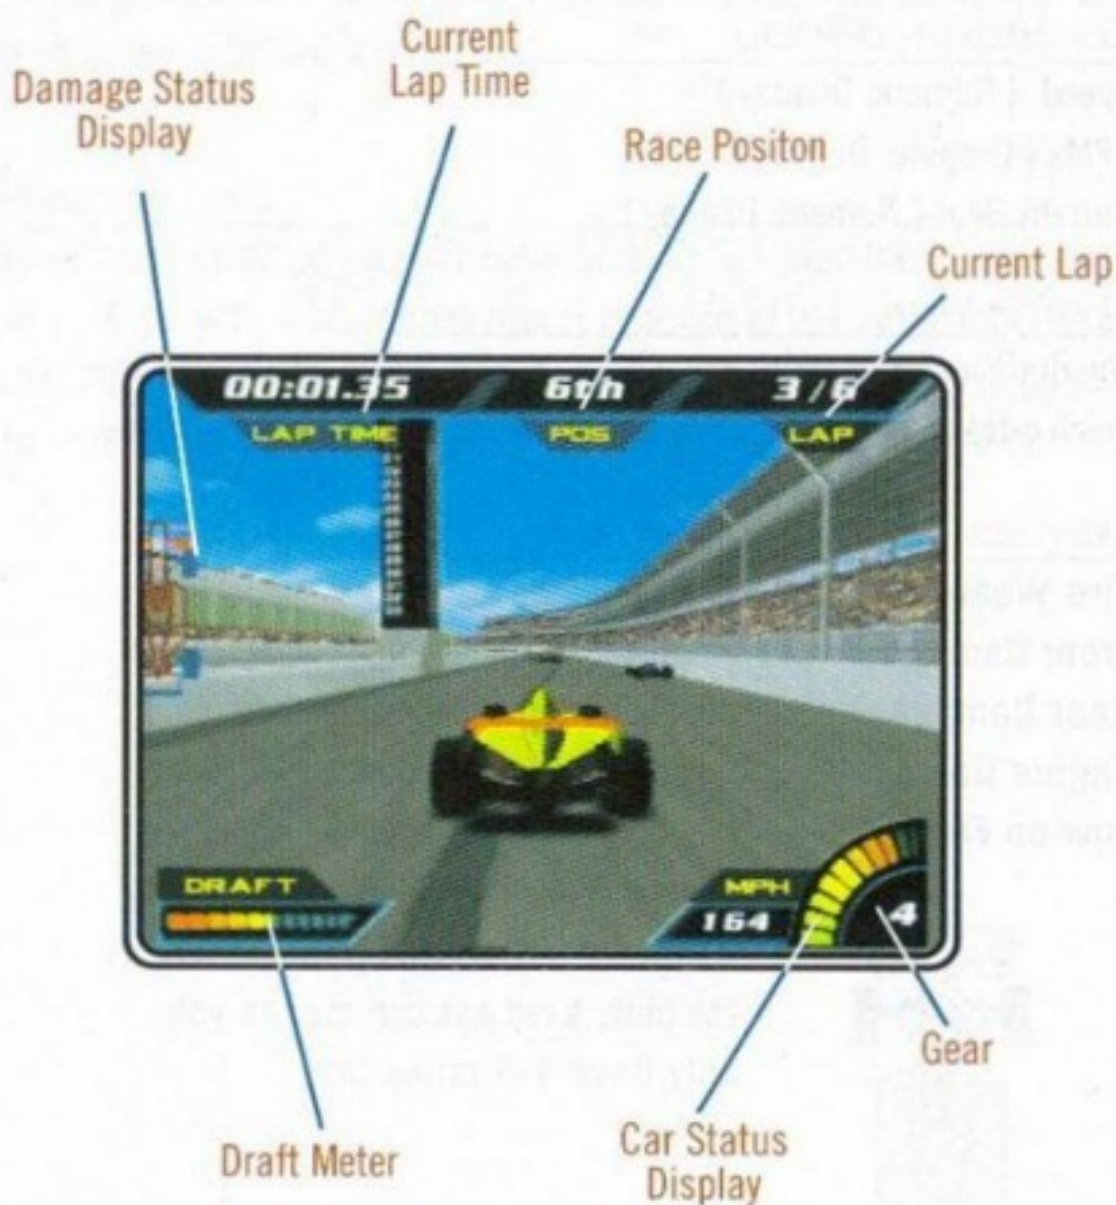 Current
Lap Time
Damage Status
Display
Race Positon
Current Lap
00:01.35 6th 3/6
LAP TIME POS LAP
DRAFT MPH
164 4
Gear
Draft Meter
Car Status
Display